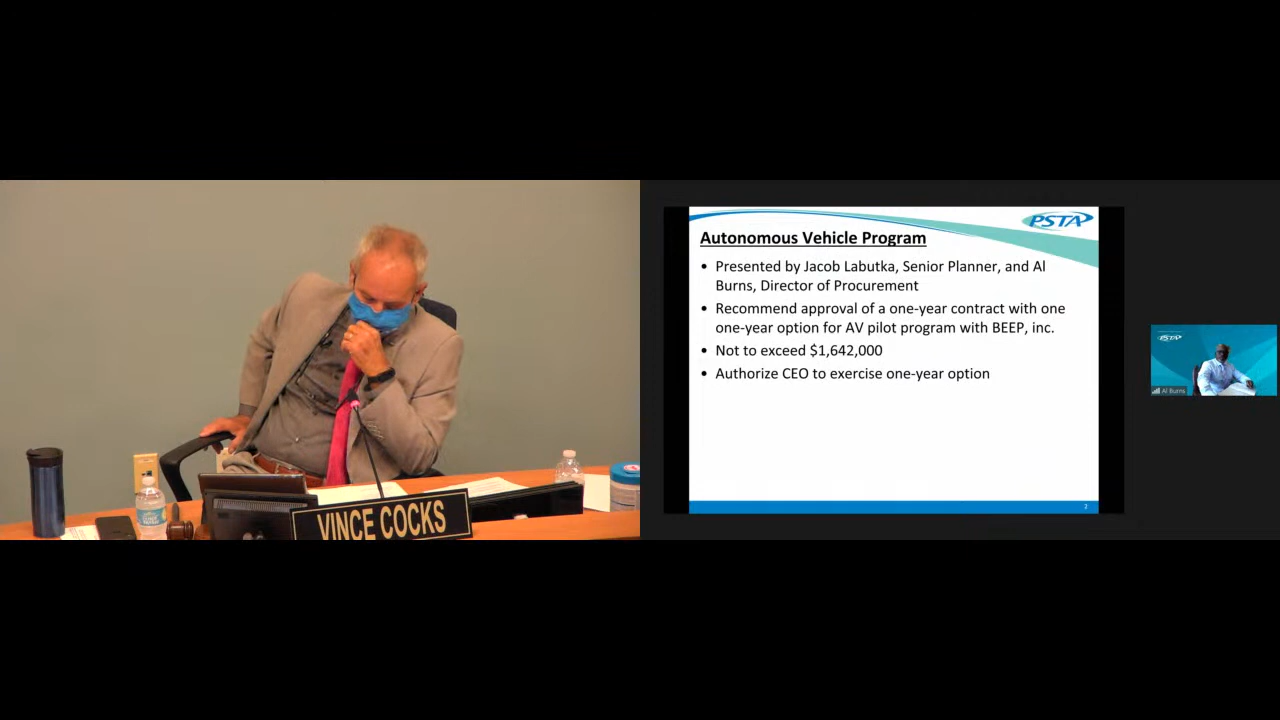 VINCE COCKS
PSTA
Autonomous Vehicle Program
• Presented by Jacob Labutka, Senior Planner, and Al
Burns, Director of Procurement
• Recommend approval of a one-year contract with one
one-year option for AV pilot program with BEEP, inc.
• Not to exceed $1,642,000
• Authorize CEO to exercise one-year option
2
PSTA
Al Burns